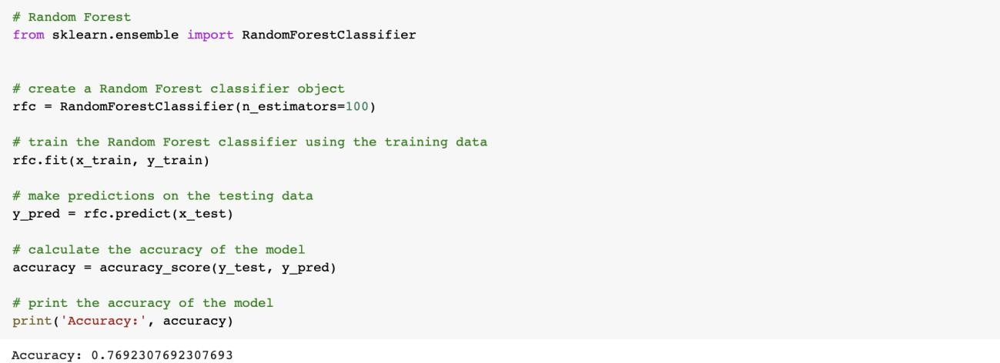 # Random Forest
from sklearn.ensemble import RandomForestClassifier
# create a Random Forest classifier object
rfc = RandomForestClassifier(n_estimators=100)
# train the Random Forest classifier using the training data
rfc.fit(x_train, y_train)
# make predictions on the testing data
y_pred = rfc.predict(x_test)
# calculate the accuracy of the model
accuracy = accuracy_score(y_test, y_pred)
# print the accuracy of the model
print('Accuracy:', accuracy)
Accuracy: 0.7692307692307693